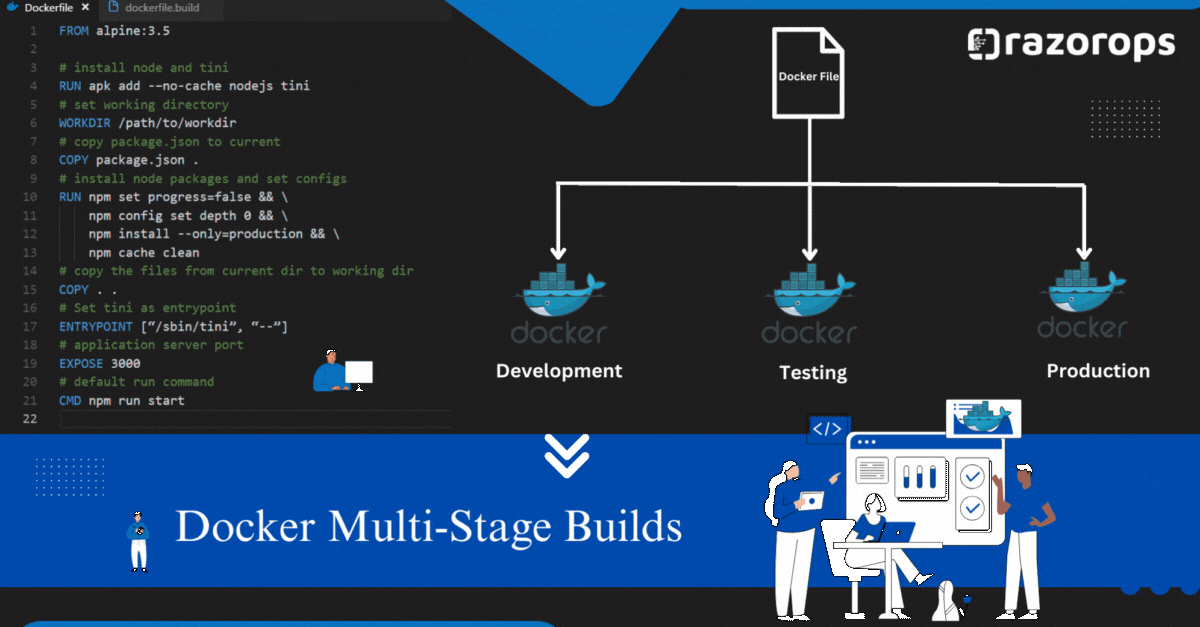 Dockerfile ×
dockerfile.build
1 FROM alpine:3.5
2
3 # install node and tini
4 RUN apk add --no-cache nodejs tini
5 # set working directory
6 WORKDIR /path/to/workdir
7 # copy package.json to current
8 COPY package.json .
9 # install node packages and set configs
10 RUN npm set progress=false && \
11 npm config set depth 0 && \
12 npm install --only=production && \
13 npm cache clean
14 # copy the files from current dir to working dir
15 COPY . .
16 # Set tini as entrypoint
17 ENTRYPOINT [“/sbin/tini”, “--”]
18 # application server port
19 EXPOSE 3000
20 # default run command
21 CMD npm run start
22
razorops
Docker File
docker
docker
docker
Development
Testing
Production
</>
Docker Multi-Stage Builds